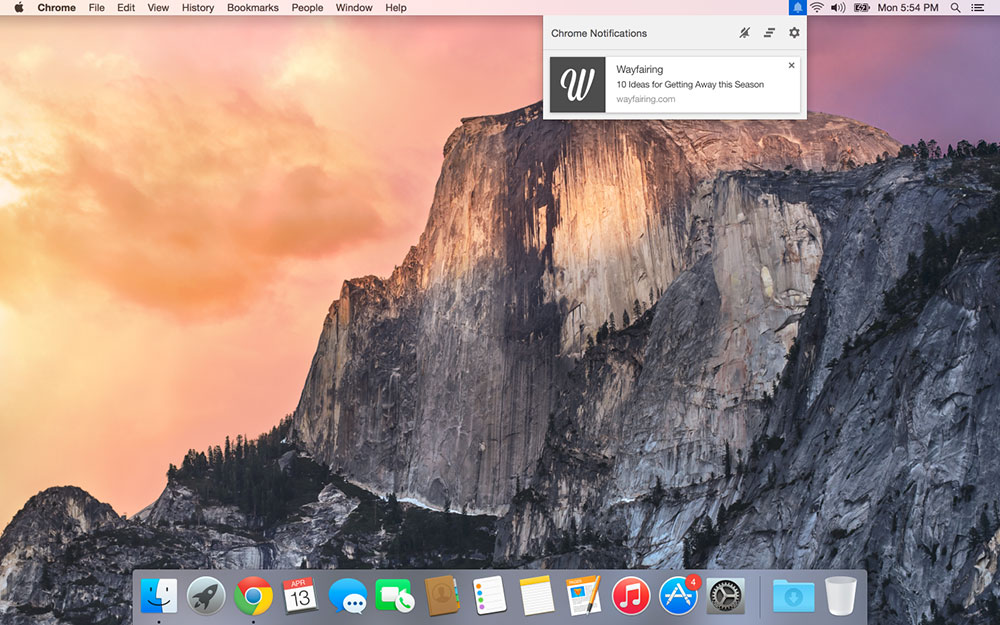 Chrome File Edit View History Bookmarks People Window Help Mon 5:54 PM
Chrome Notifications
W
Wayfairing
10 Ideas for Getting Away this Season
wayfairing.com
APR
13
4